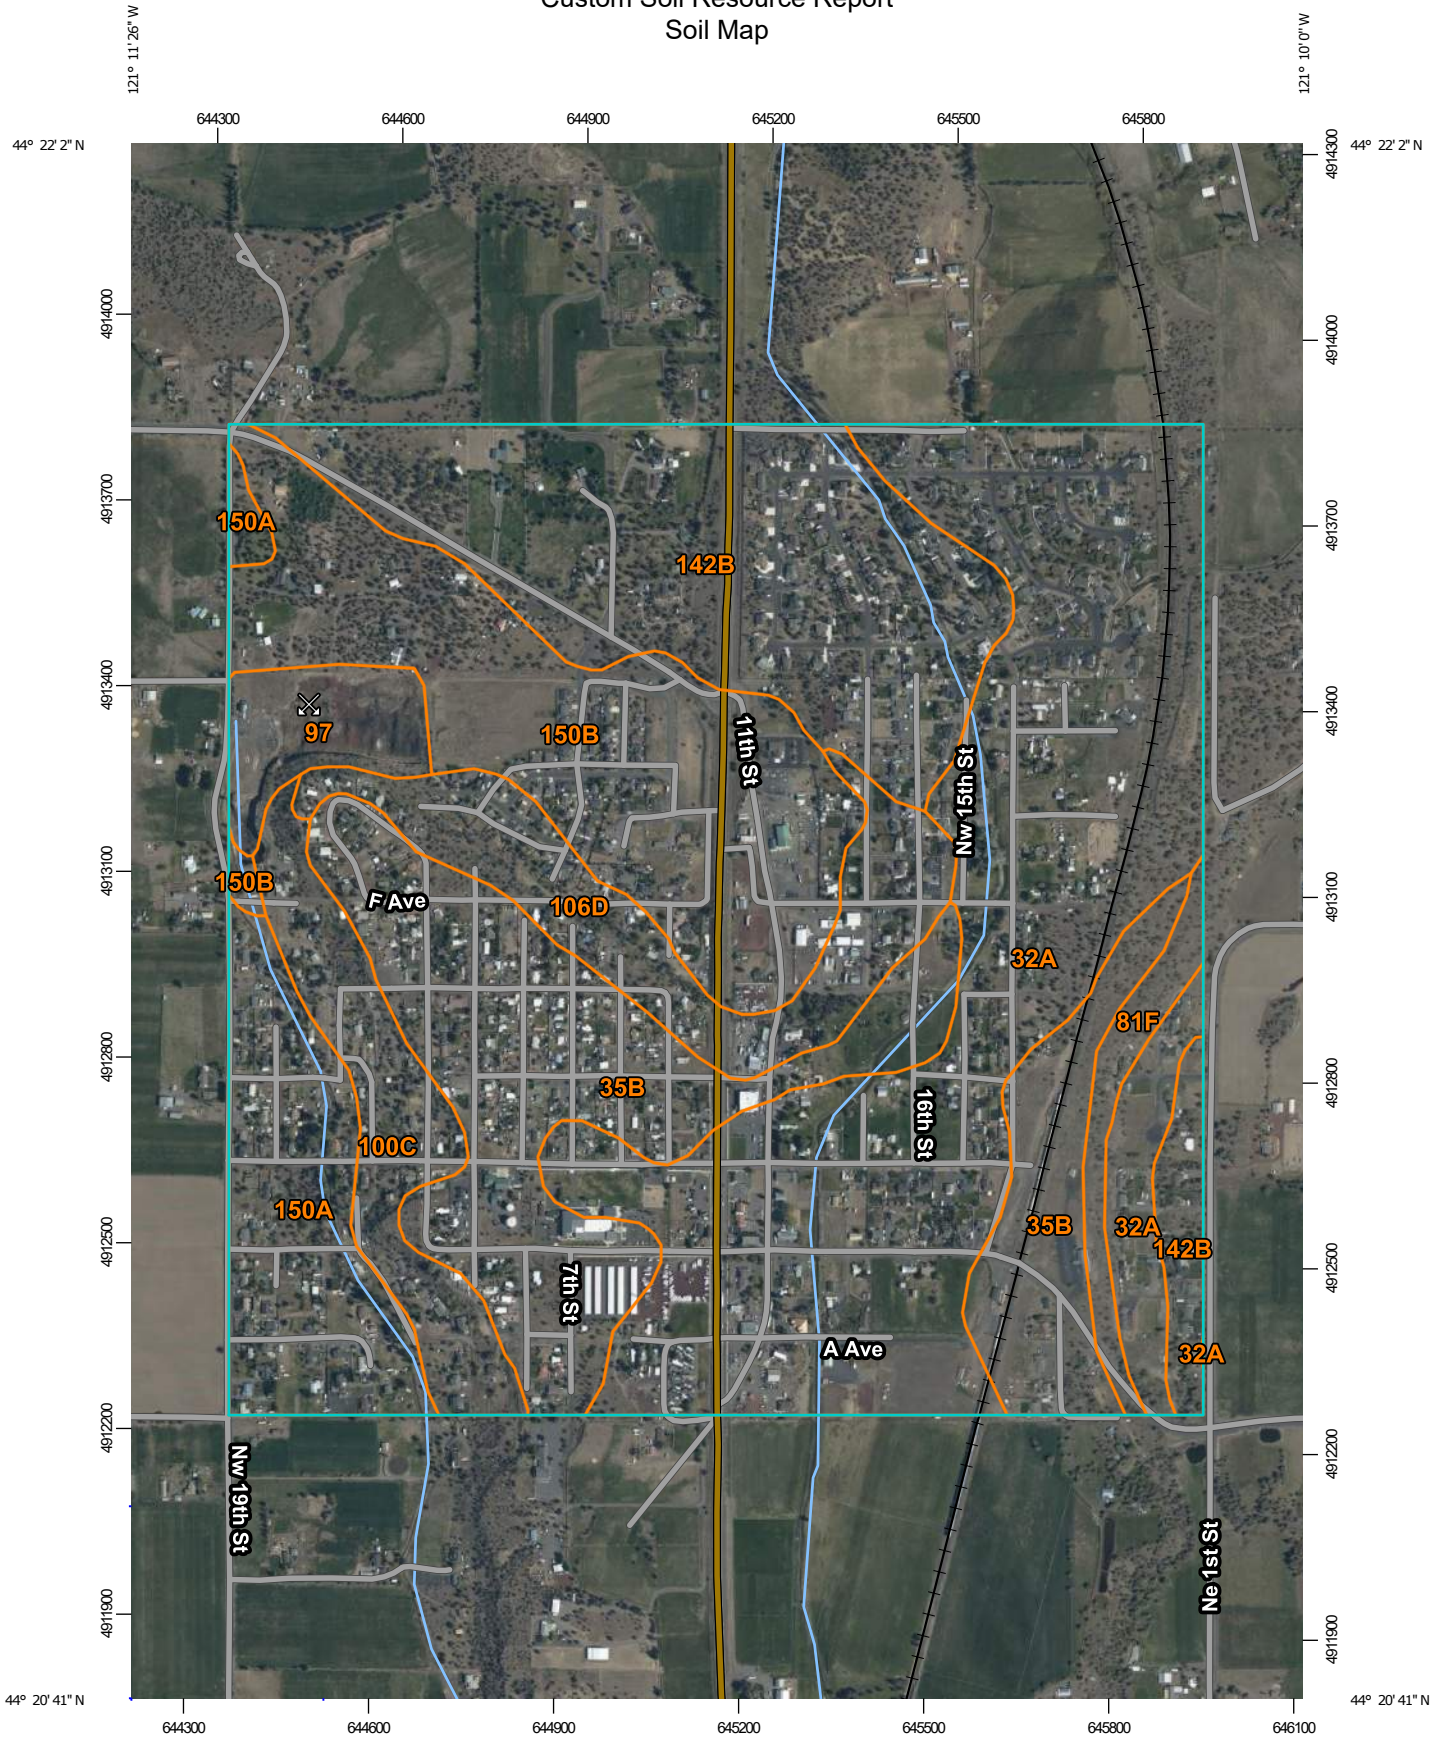 Custom Soil Resource Report
Soil Map
121° 11' 26" W
121° 10' 0" W
644300
644600
644900
645200
645500
645800
44° 22' 2" N
44° 22' 2" N
4914300
4914000
4914000
4913700
4913700
150A
142B
4913400
4913400
97
150B
11th St
Nw 15th St
4913100
4913100
150B
F Ave
106D
32A
81F
4912800
4912800
35B
16th St
100C
150A
35B
32A
142B
4912500
4912500
7th St
A Ave
32A
4912200
4912200
Nw 19th St
Ne 1st St
4911900
4911900
44° 20' 41" N
44° 20' 41" N
644300
644600
644900
645200
645500
645800
646100